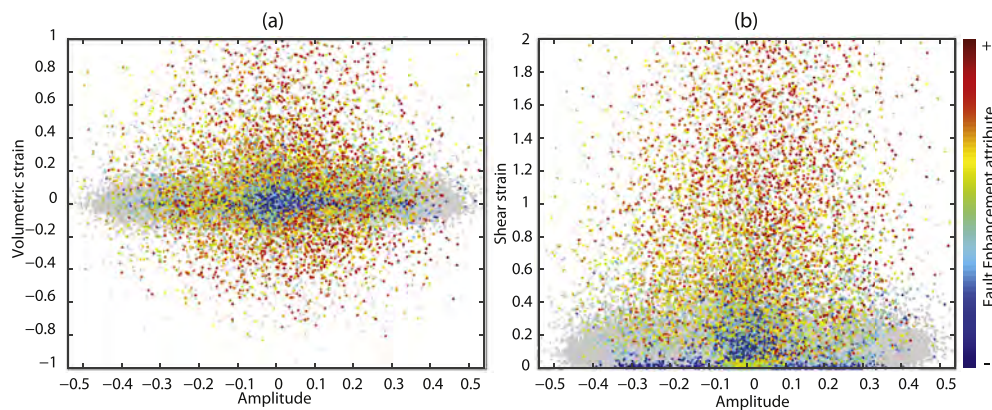 (a)
1
0.8
0.6
0.4
0.2
0
−0.2
−0.4
−0.6
−0.8
−1
Volumetric strain
−0.5 −0.4 −0.3 −0.2 −0.1 0 0.1 0.2 0.3 0.4 0.5
Amplitude
(b)
2
1.8
1.6
1.4
1.2
1
0.8
0.6
0.4
0.2
0
Shear strain
−0.5 −0.4 −0.3 −0.2 −0.1 0 0.1 0.2 0.3 0.4 0.5
Amplitude
+
Fault Enhancement attribute
-